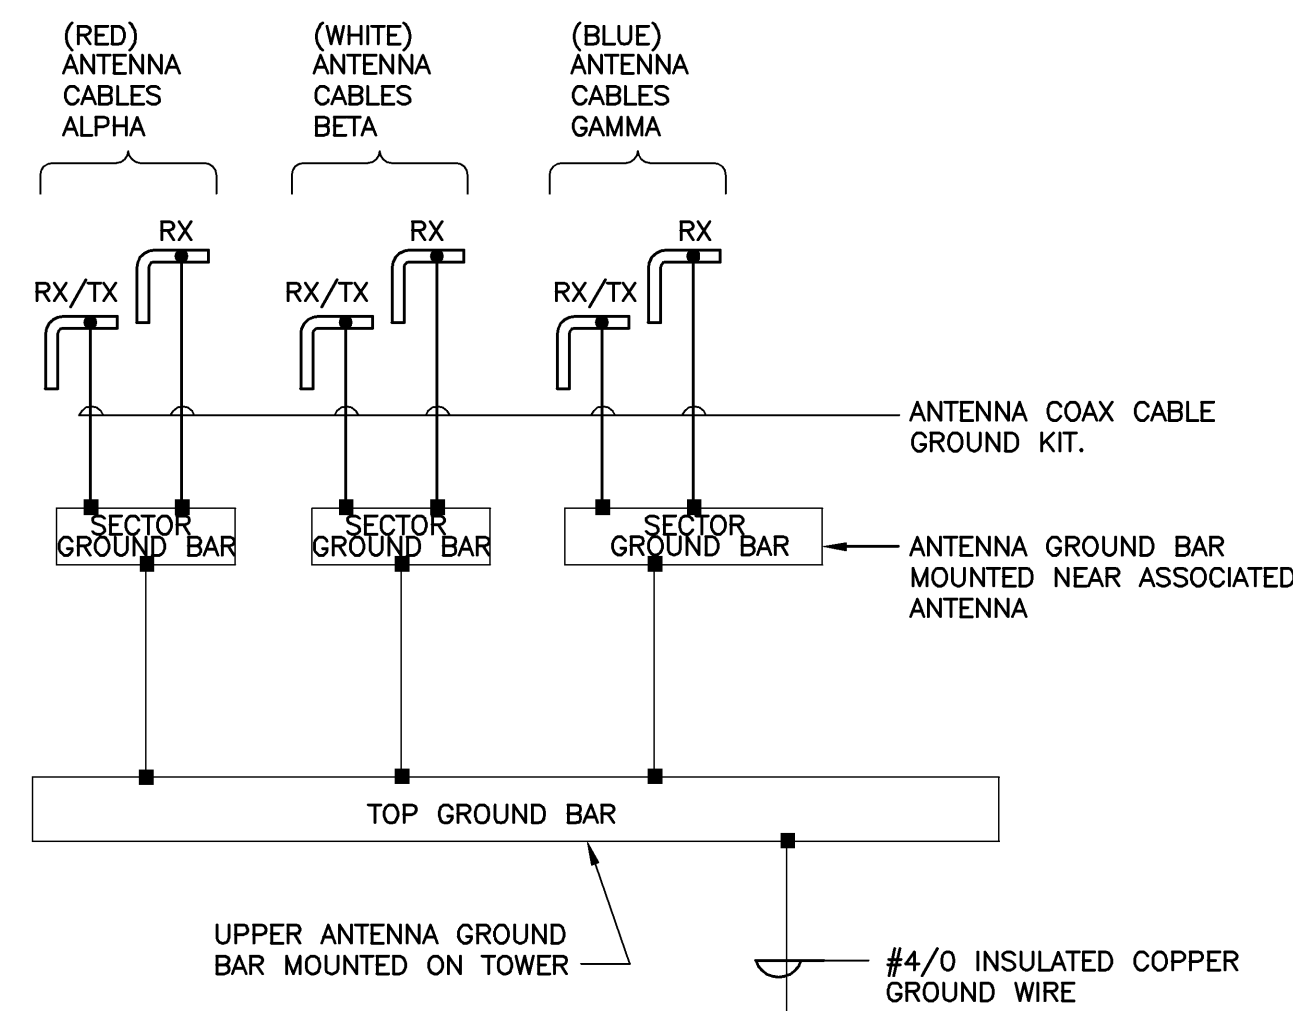 (RED)
ANTENNA
CABLES
ALPHA
(WHITE)
ANTENNA
CABLES
BETA
(BLUE)
ANTENNA
CABLES
GAMMA
RX
RX/TX
RX
RX/TX
RX
RX/TX
ANTENNA COAX CABLE
GROUND KIT.
SECTOR
GROUND BAR
SECTOR
GROUND BAR
SECTOR
GROUND BAR
ANTENNA GROUND BAR
MOUNTED NEAR ASSOCIATED
ANTENNA
TOP GROUND BAR
UPPER ANTENNA GROUND
BAR MOUNTED ON TOWER
#4/0 INSULATED COPPER
GROUND WIRE